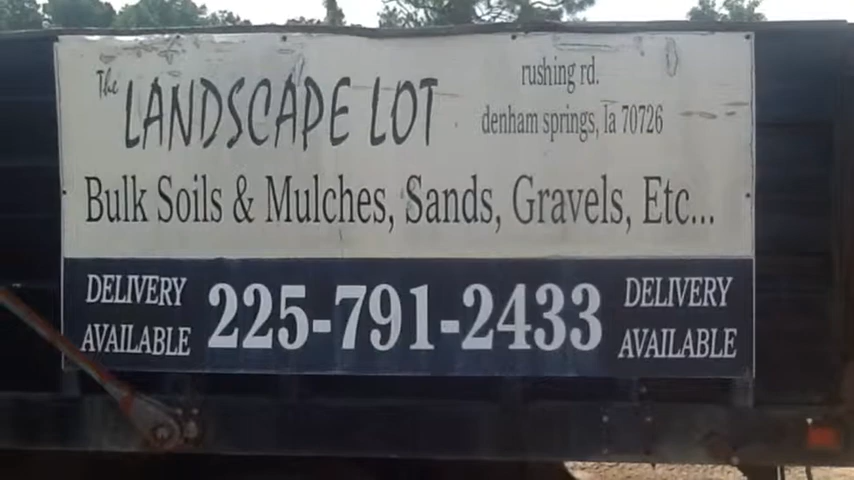 The LANDSCAPE LOT
rushing rd.
denham springs, la 70726
Bulk Soils & Mulches, Sands, Gravels, Etc...
DELIVERY AVAILABLE
225-791-2433
DELIVERY AVAILABLE